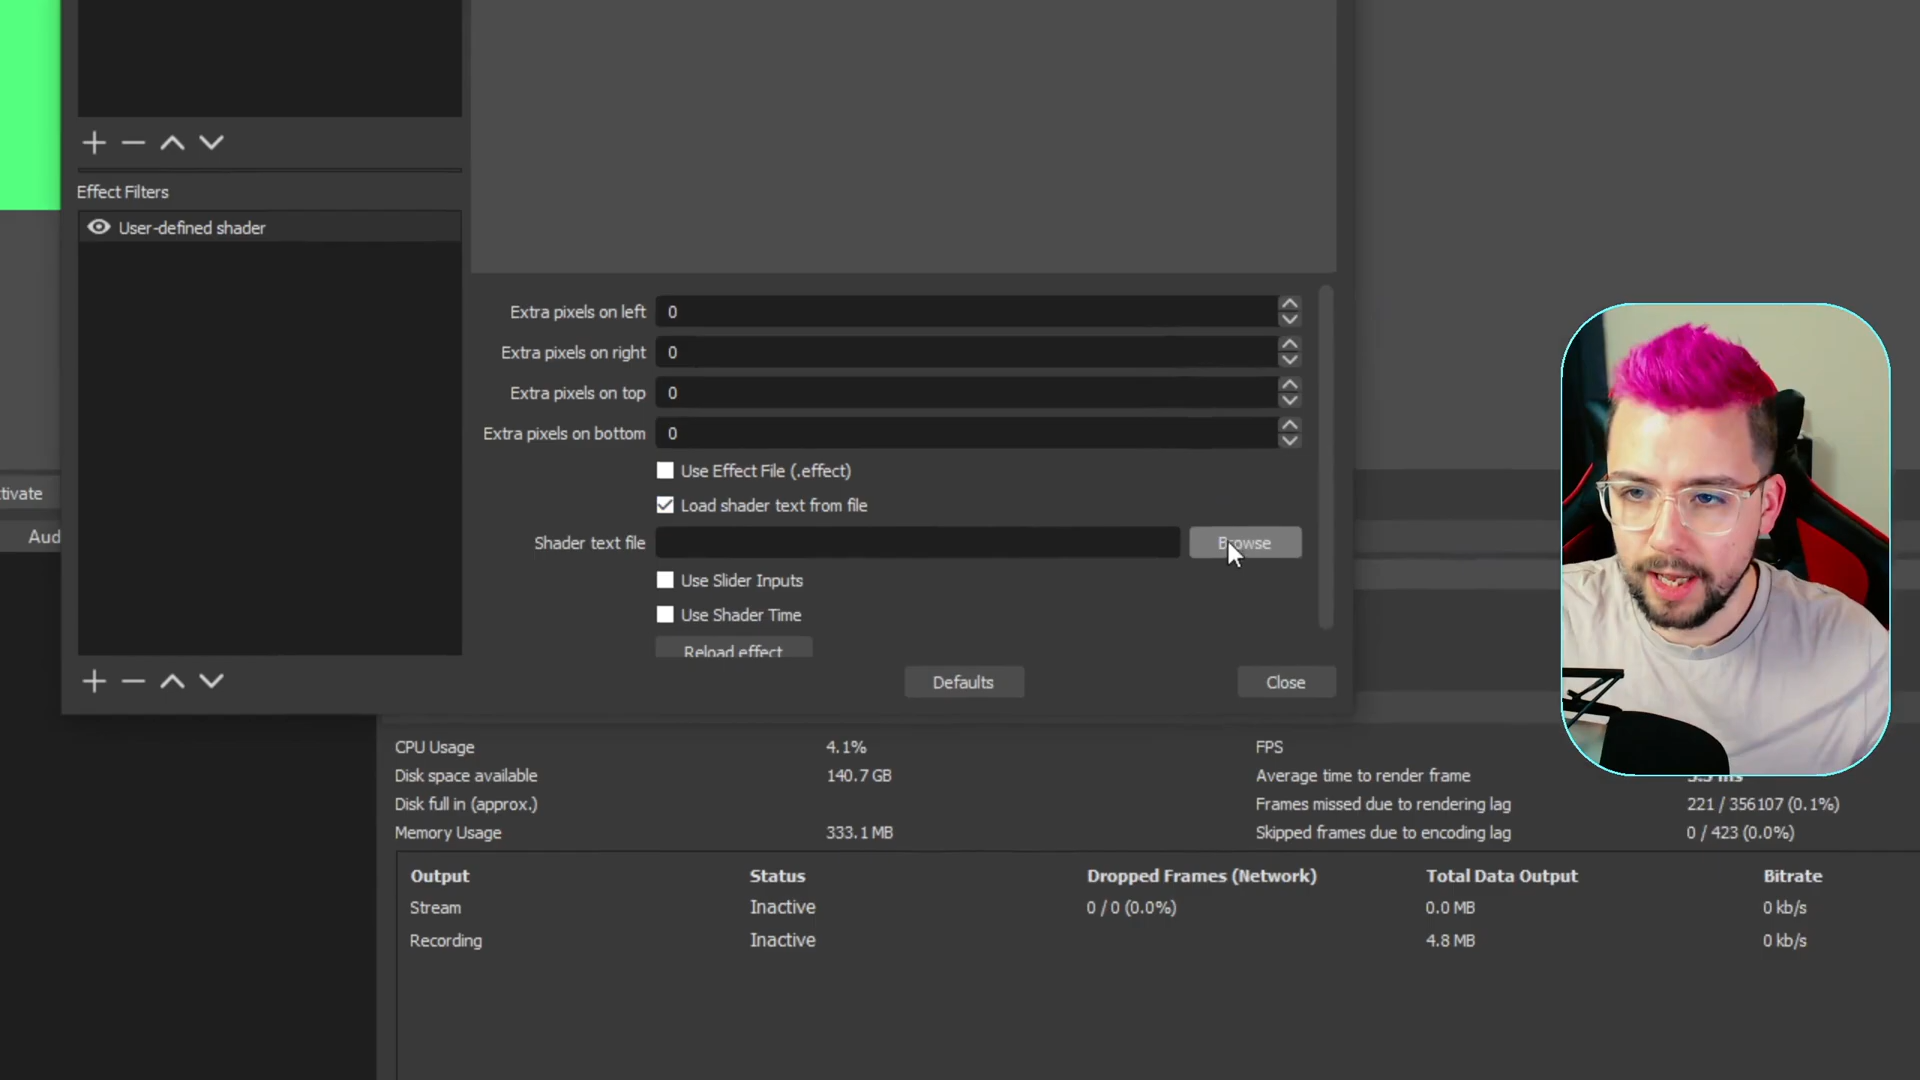 Effect Filters
User-defined shader
Extra pixels on left 0
Extra pixels on right 0
Extra pixels on top 0
Extra pixels on bottom 0
Use Effect File (.effect)
Load shader text from file
Shader text file Browse
Use Slider Inputs
Use Shader Time
Reload effect
Defaults Close
tivate
Aud
CPU Usage 4.1% FPS
Disk space available 140.7 GB Average time to render frame
Disk full in (approx.) Frames missed due to rendering lag 221 / 356107 (0.1%)
Memory Usage 333.1 MB Skipped frames due to encoding lag 0 / 423 (0.0%)
Output Status Dropped Frames (Network) Total Data Output Bitrate
Stream Inactive 0 / 0 (0.0%) 0.0 MB 0 kb/s
Recording Inactive 4.8 MB 0 kb/s